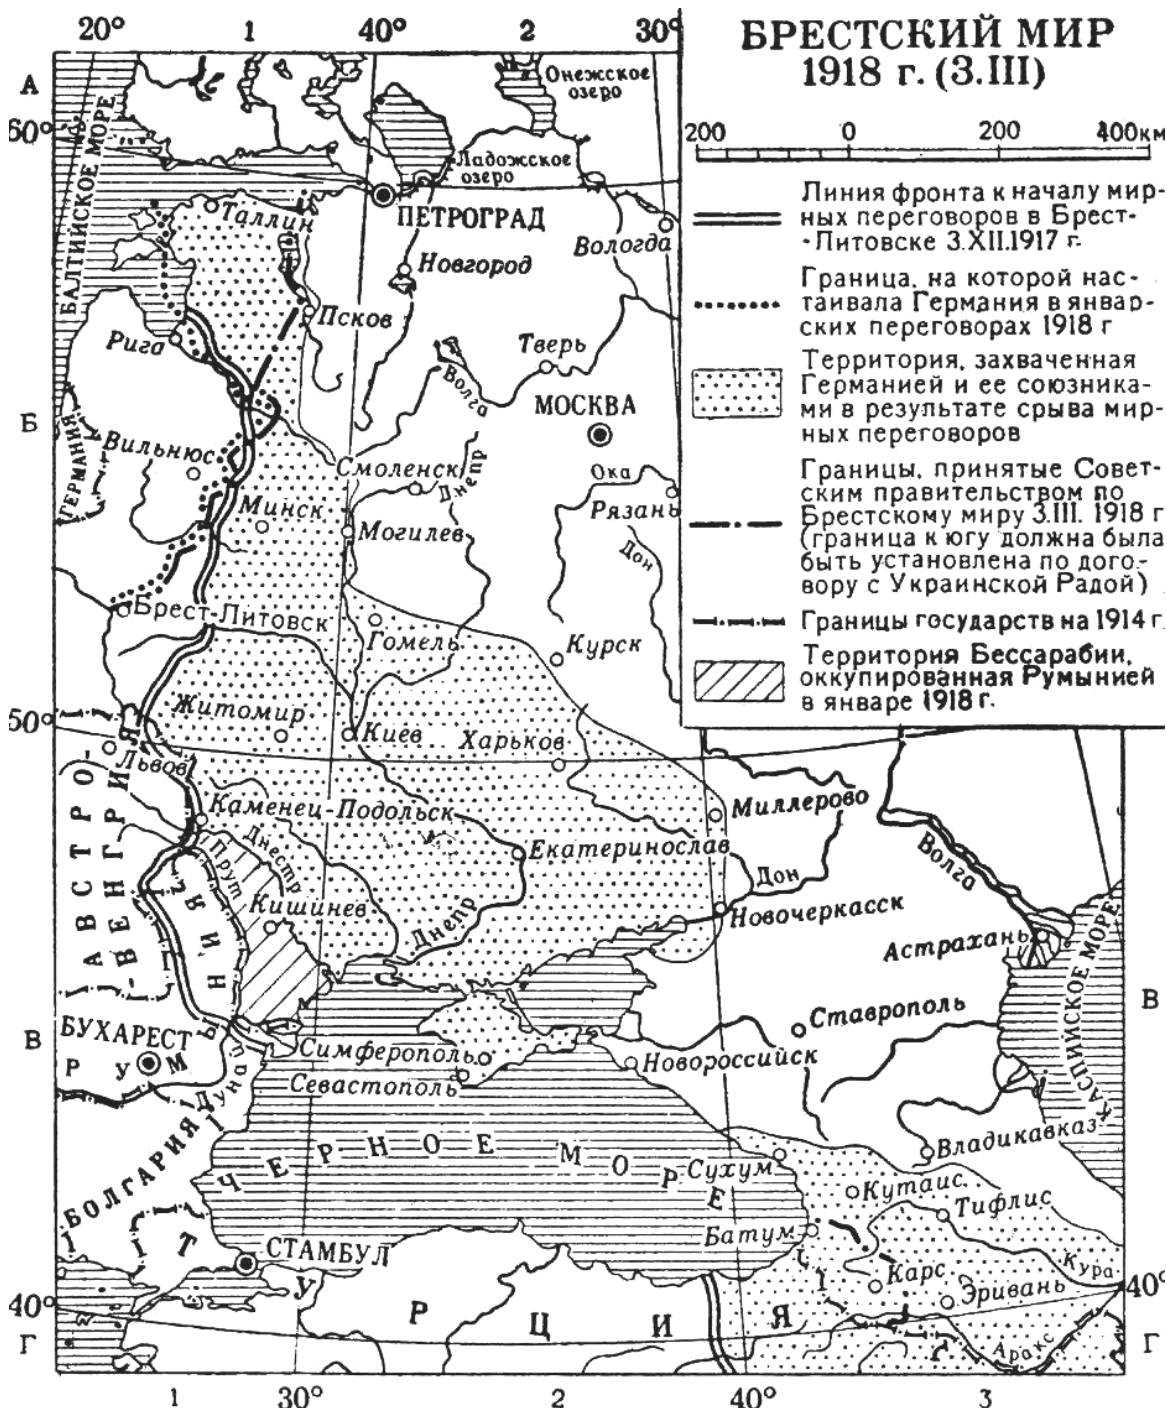 20° 1 40° 2 30°
БРЕСТСКИЙ МИР
1918 г. (3.III)
200 0 200 400км
Линия фронта к началу мир-
ных переговоров в Брест-
-Литовске 3.XII.1917 г.
Граница, на которой нас-
таивала Германия в январ-
ских переговорах 1918 г
Территория, захваченная
Германией и ее союзника-
ми в результате срыва мир-
ных переговоров
Границы, принятые Совет-
ским правительством по
Брестскому миру 3.III. 1918 г
(граница к югу должна была
быть установлена по дого-
вору с Украинской Радой)
Границы государств на 1914 г.
Территория Бессарабии,
оккупированная Румынией
в январе 1918 г.
А
60°
Б
50°
В
40°
Г
БАЛТИЙСКОЕ МОРЕ
Онежское
озеро
Ладожское
озеро
ПЕТРОГРАД
Таллин
Вологда
Новгород
Псков
Рига
Тверь
Волга
МОСКВА
ГЕРМАНИЯ
Вильнюс
Смоленск
Днепр
Ока
Рязань
Минск
Могилев
Дон
Брест-Литовск
Гомель
Курск
Житомир
Киев
Харьков
Львов
АВСТРО-
ВЕНГРИЯ
Каменец-Подольск
Миллерово
Днестр
Прут
Екатеринослав
Волга
Дон
Кишинев
Днепр
Новочеркасск
Астрахань
КАСПИЙСКОЕ МОРЕ
В
БУХАРЕСТ
РУМЫНИЯ
Дунай
Симферополь
Севастополь
Ставрополь
Новороссийск
Владикавказ
БОЛГАРИЯ
ЧЕРНОЕ МОРЕ
Сухум
Кутаис
Тифлис
Батум
СТАМБУЛ
Кура
Карс
Эривань
ТУРЦИЯ
Аракс
40°
Г
1 30° 2 40° 3